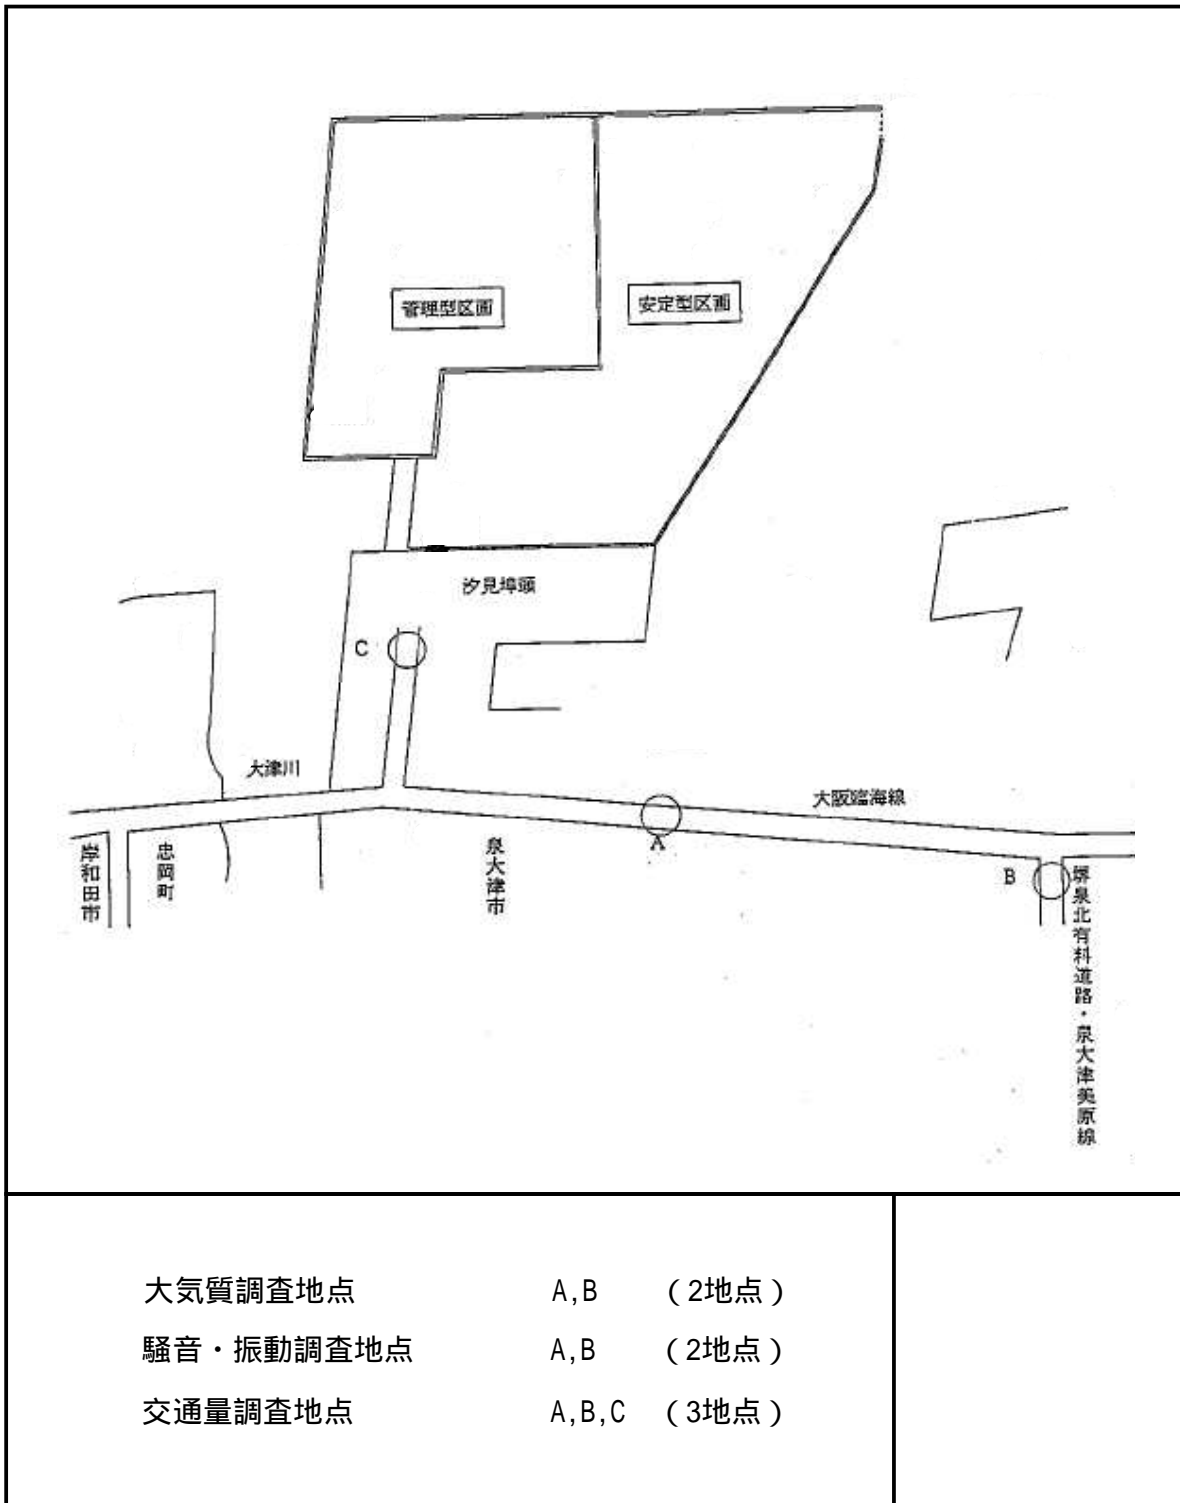 管理型区画
安定型区画
汐見埠頭
C
大津川
大阪臨海線
A
B
岸和田市
忠岡町
泉大津市
堺泉北有料道路・泉大津美原線
大気質調査地点 A,B (2地点)
騒音・振動調査地点 A,B (2地点)
交通量調査地点 A,B,C (3地点)